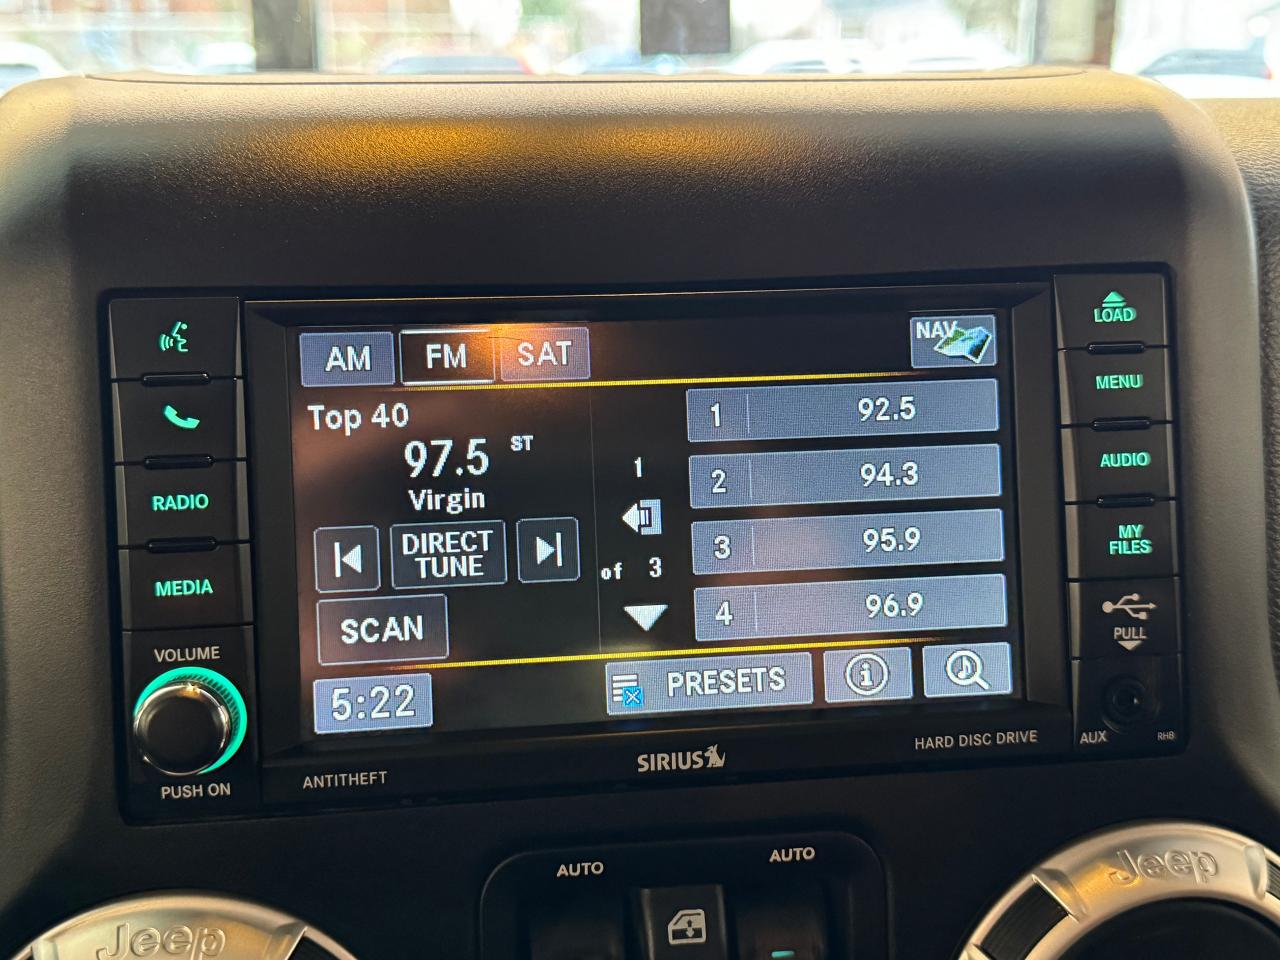 LOAD
AM
FM
SAT
NAV
MENU
Top 40
1
92.5
97.5 ST
AUDIO
Virgin
1
2
94.3
RADIO
DIRECT
TUNE
3
95.9
MY
FILES
of 3
MEDIA
SCAN
4
96.9
PULL
VOLUME
5:22
PRESETS
i
AUX
RHB
HARD DISC DRIVE
SIRIUS
ANTITHEFT
PUSH ON
AUTO
AUTO
Jeep
Jeep